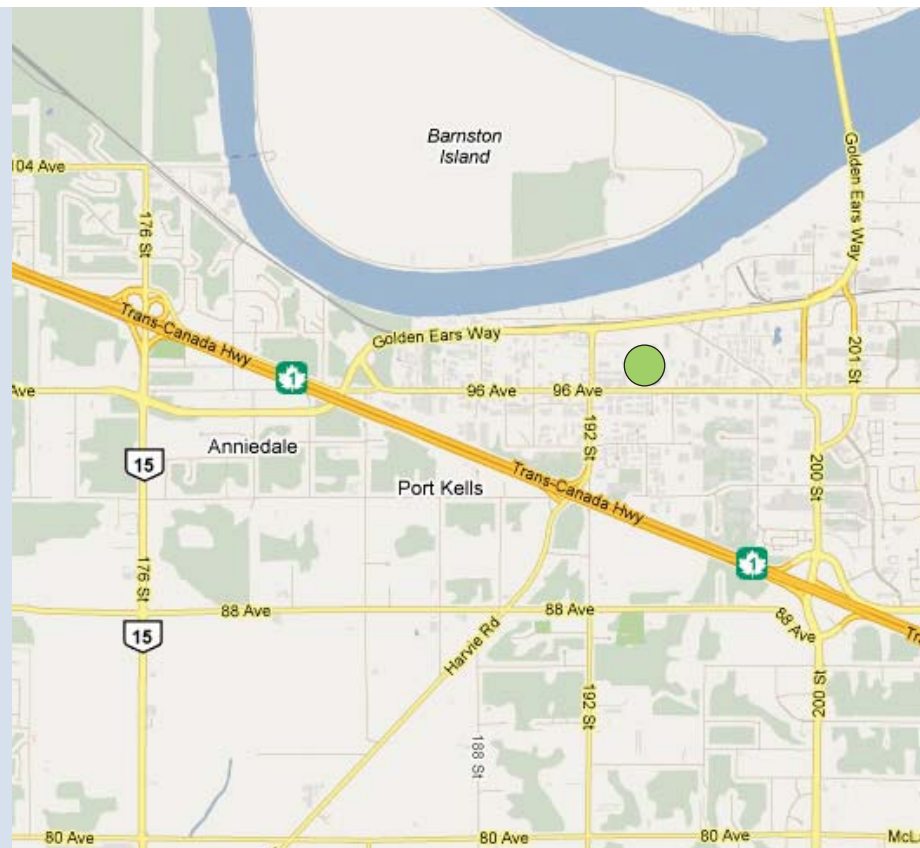 Barnston
Island
104 Ave
Golden Ears Way
176 St
Trans-Canada Hwy
Golden Ears Way
1
201 St
Ave
96 Ave
96 Ave
192 St
Anniedale
15
Port Kells
Trans-Canada Hwy
200 St
1
176 St
88 Ave
88 Ave
88 Ave
15
Tra
Harvie Rd
192 St
200 St
188 St
80 Ave
80 Ave
80 Ave
McL